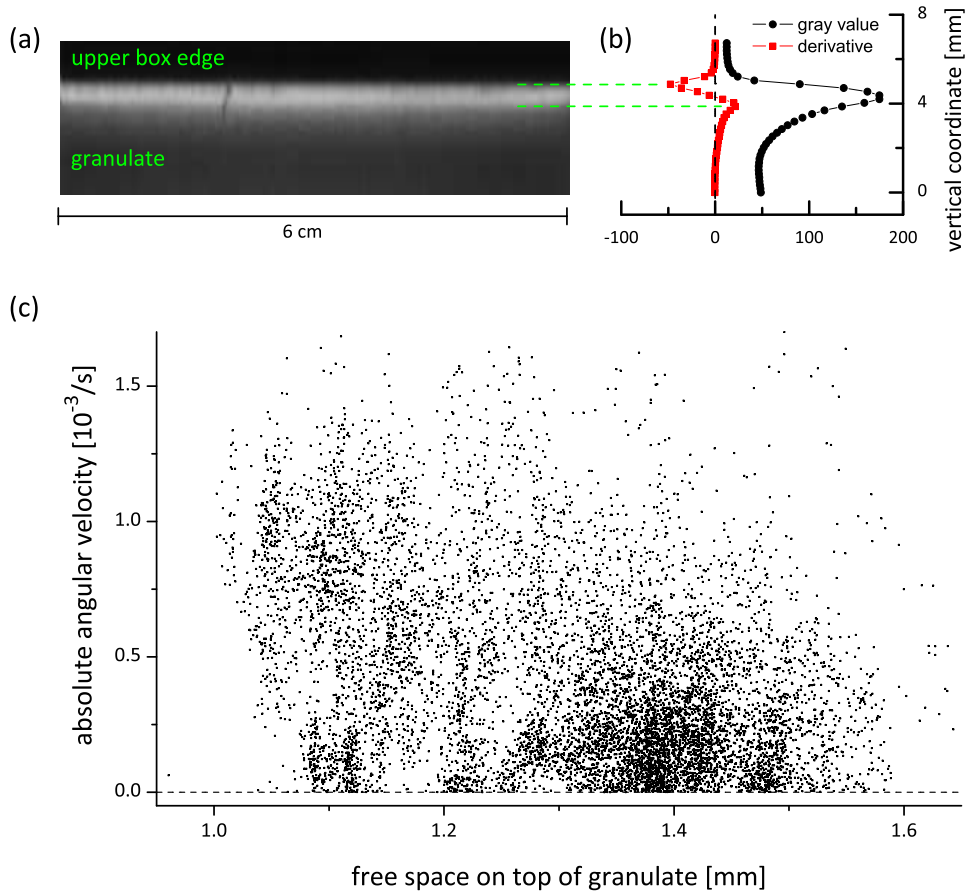 (a)
upper box edge
granulate
6 cm
(b)
gray value
derivative
8
4
0
vertical coordinate [mm]
-100
0
100
200
(c)
absolute angular velocity [10⁻³/s]
1.5
1.0
0.5
0.0
1.0
1.2
1.4
1.6
free space on top of granulate [mm]